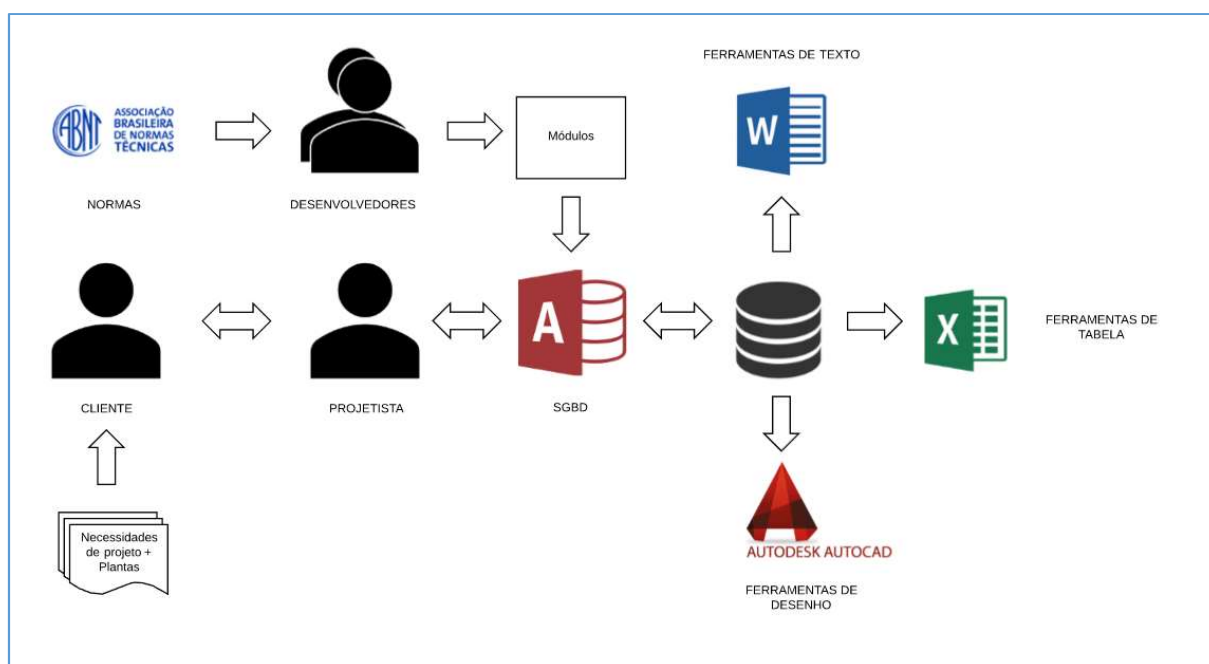 FERRAMENTAS DE TEXTO
ABNT
ASSOCIAÇÃO
BRASILEIRA
DE NORMAS
TÉCNICAS
Módulos
W
NORMAS
DESENVOLVEDORES
A
X
FERRAMENTAS DE
TABELA
CLIENTE
PROJETISTA
SGBD
Necessidades
de projeto +
Plantas
AUTODESK AUTOCAD
FERRAMENTAS DE
DESENHO